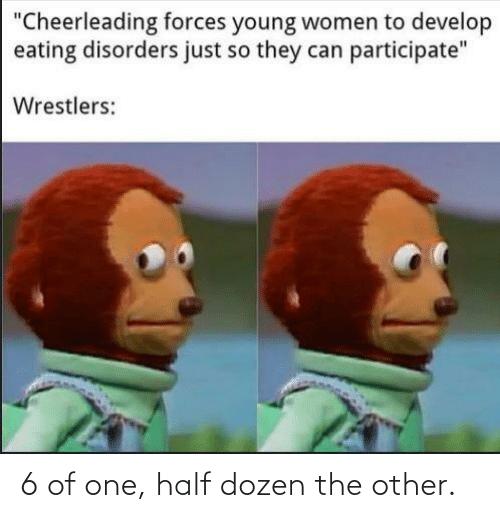 "Cheerleading forces young women to develop
eating disorders just so they can participate"
Wrestlers:
6 of one, half dozen the other.